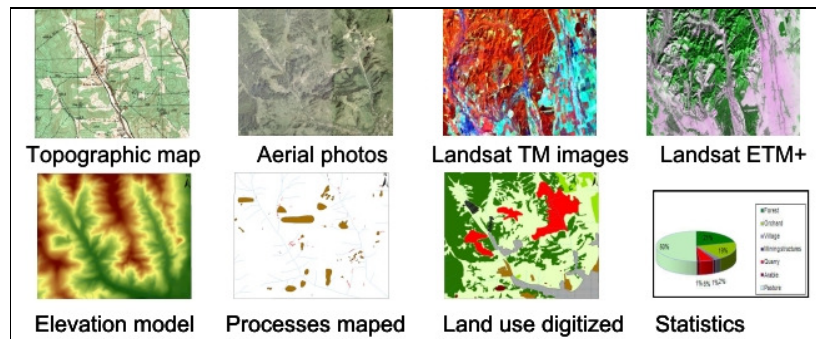 Topographic map
Aerial photos
Landsat TM images
Landsat ETM+
Elevation model
Processes maped
Land use digitized
Statistics
Forest
Orchard
Village
Miningstructures
Quarry
Arable
Pasture